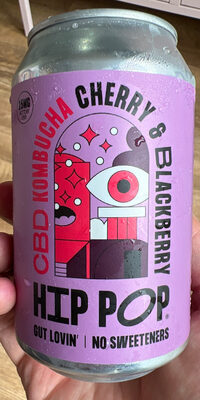 CBD KOMBUCHA CHERRY & BLACKBERRY
HIP POP
GUT LOVIN' | NO SWEETENERS